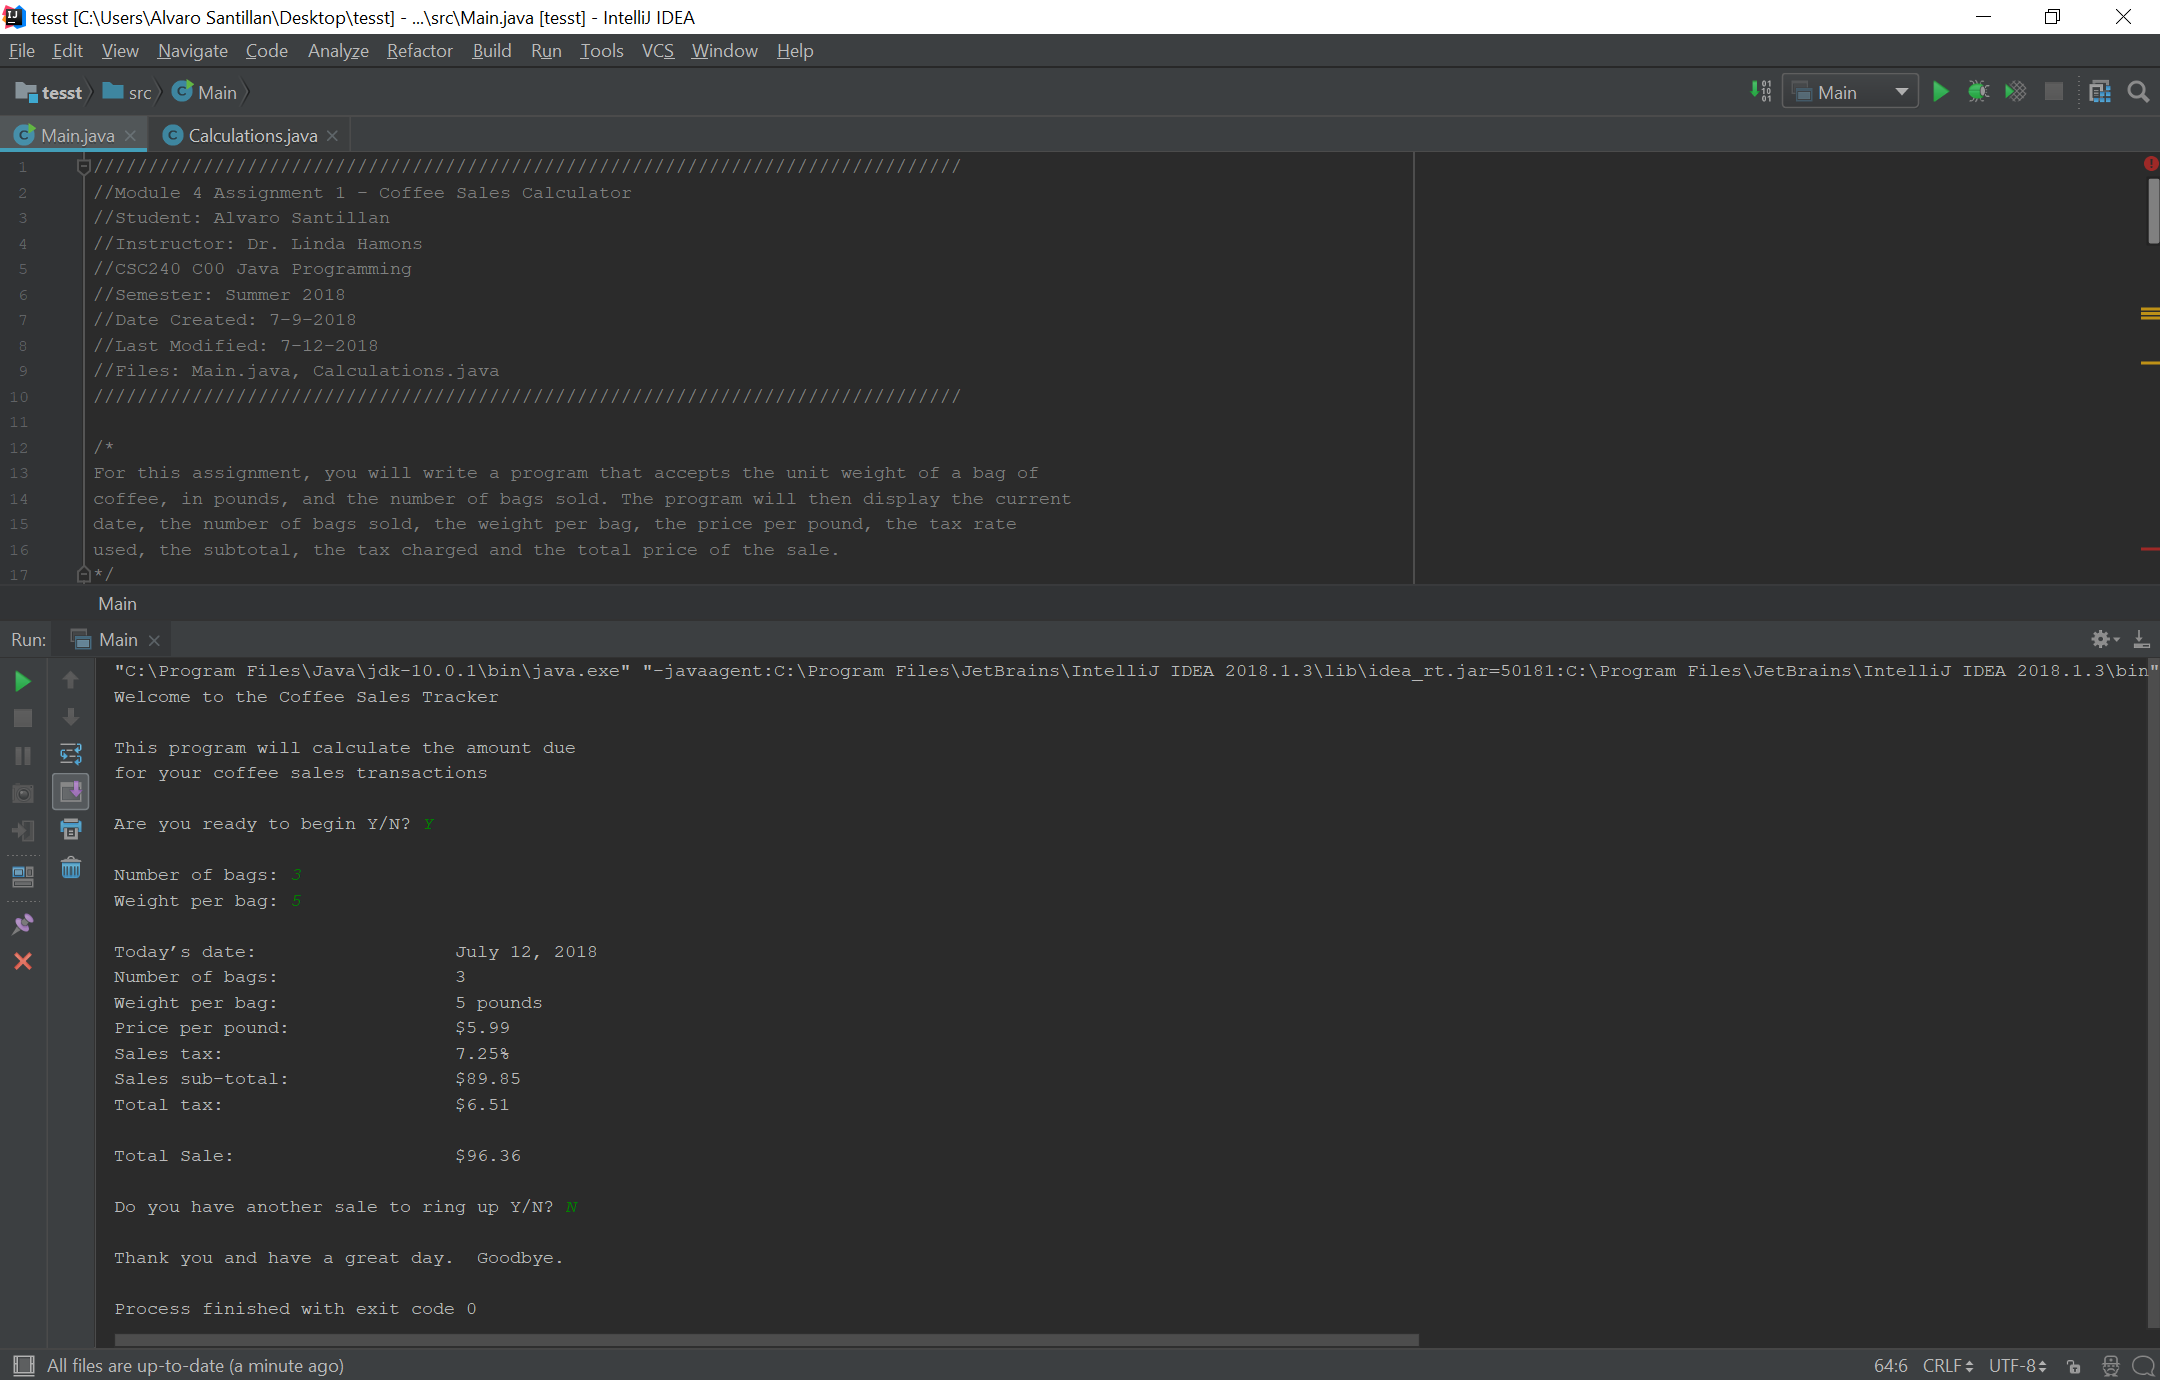 tesst [C:\Users\Alvaro Santillan\Desktop\tesst] - ...\src\Main.java [tesst] - IntelliJ IDEA
File Edit View Navigate Code Analyze Refactor Build Run Tools VCS Window Help
tesst src Main Main
Main.java Calculations.java
1 ///////////////////////////////////////////////////////////////////////////////
2 //Module 4 Assignment 1 - Coffee Sales Calculator
3 //Student: Alvaro Santillan
4 //Instructor: Dr. Linda Hamons
5 //CSC240 C00 Java Programming
6 //Semester: Summer 2018
7 //Date Created: 7-9-2018
8 //Last Modified: 7-12-2018
9 //Files: Main.java, Calculations.java
10 ///////////////////////////////////////////////////////////////////////////////
11
12 /*
13 For this assignment, you will write a program that accepts the unit weight of a bag of
14 coffee, in pounds, and the number of bags sold. The program will then display the current
15 date, the number of bags sold, the weight per bag, the price per pound, the tax rate
16 used, the subtotal, the tax charged and the total price of the sale.
17 */
Main
Run: Main
"C:\Program Files\Java\jdk-10.0.1\bin\java.exe" "-javaagent:C:\Program Files\JetBrains\IntelliJ IDEA 2018.1.3\lib\idea_rt.jar=50181:C:\Program Files\JetBrains\IntelliJ IDEA 2018.1.3\bin"
Welcome to the Coffee Sales Tracker
This program will calculate the amount due
for your coffee sales transactions
Are you ready to begin Y/N? Y
Number of bags: 3
Weight per bag: 5
Today's date: July 12, 2018
Number of bags: 3
Weight per bag: 5 pounds
Price per pound: $5.99
Sales tax: 7.25%
Sales sub-total: $89.85
Total tax: $6.51
Total Sale: $96.36
Do you have another sale to ring up Y/N? N
Thank you and have a great day.  Goodbye.
Process finished with exit code 0
All files are up-to-date (a minute ago) 64:6 CRLF UTF-8